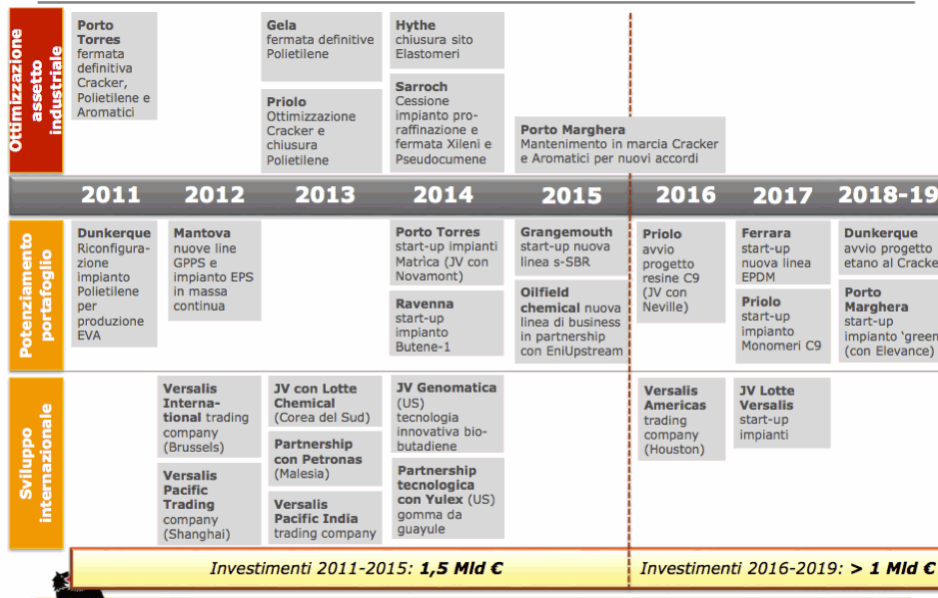 Ottimizzazione
assetto
industriale
Porto
Torres
fermata
definitiva
Cracker,
Polietilene e
Aromatici
Gela
fermata definitive
Polietilene
Priolo
Ottimizzazione
Cracker e
chiusura
Polietilene
Hythe
chiusura sito
Elastomeri
Sarroch
Cessione
impianto pro-
raffinazione e
fermata Xileni e
Pseudocumene
Porto Marghera
Mantenimento in marcia Cracker
e Aromatici per nuovi accordi
2011 2012 2013 2014 2015 2016 2017 2018-19
Potenziamento
portafoglio
Dunkerque
Riconfigura-
zione
impianto
Polietilene
per
produzione
EVA
Mantova
nuove line
GPPS e
impianto EPS
in massa
continua
Porto Torres
start-up impianti
Matrìca (JV con
Novamont)
Ravenna
start-up
impianto
Butene-1
Grangemouth
start-up nuova
linea s-SBR
Oilfield
chemical nuova
linea di business
in partnership
con EniUpstream
Priolo
avvio
progetto
resine C9
(JV con
Neville)
Ferrara
start-up
nuova linea
EPDM
Priolo
start-up
impianto
Monomeri C9
Dunkerque
avvio progetto
etano al Cracke
Porto
Marghera
start-up
impianto ‘green
(con Elevance)
Sviluppo
internazionale
Versalis
Interna-
tional trading
company
(Brussels)
Versalis
Pacific
Trading
company
(Shanghai)
JV con Lotte
Chemical
(Corea del Sud)
Partnership
con Petronas
(Malesia)
Versalis
Pacific India
trading company
JV Genomatica
(US)
tecnologia
innovativa bio-
butadiene
Partnership
tecnologica
con Yulex (US)
gomma da
guayule
Versalis
Americas
trading
company
(Houston)
JV Lotte
Versalis
start-up
impianti
Investimenti 2011-2015: 1,5 Mld €
Investimenti 2016-2019: > 1 Mld €